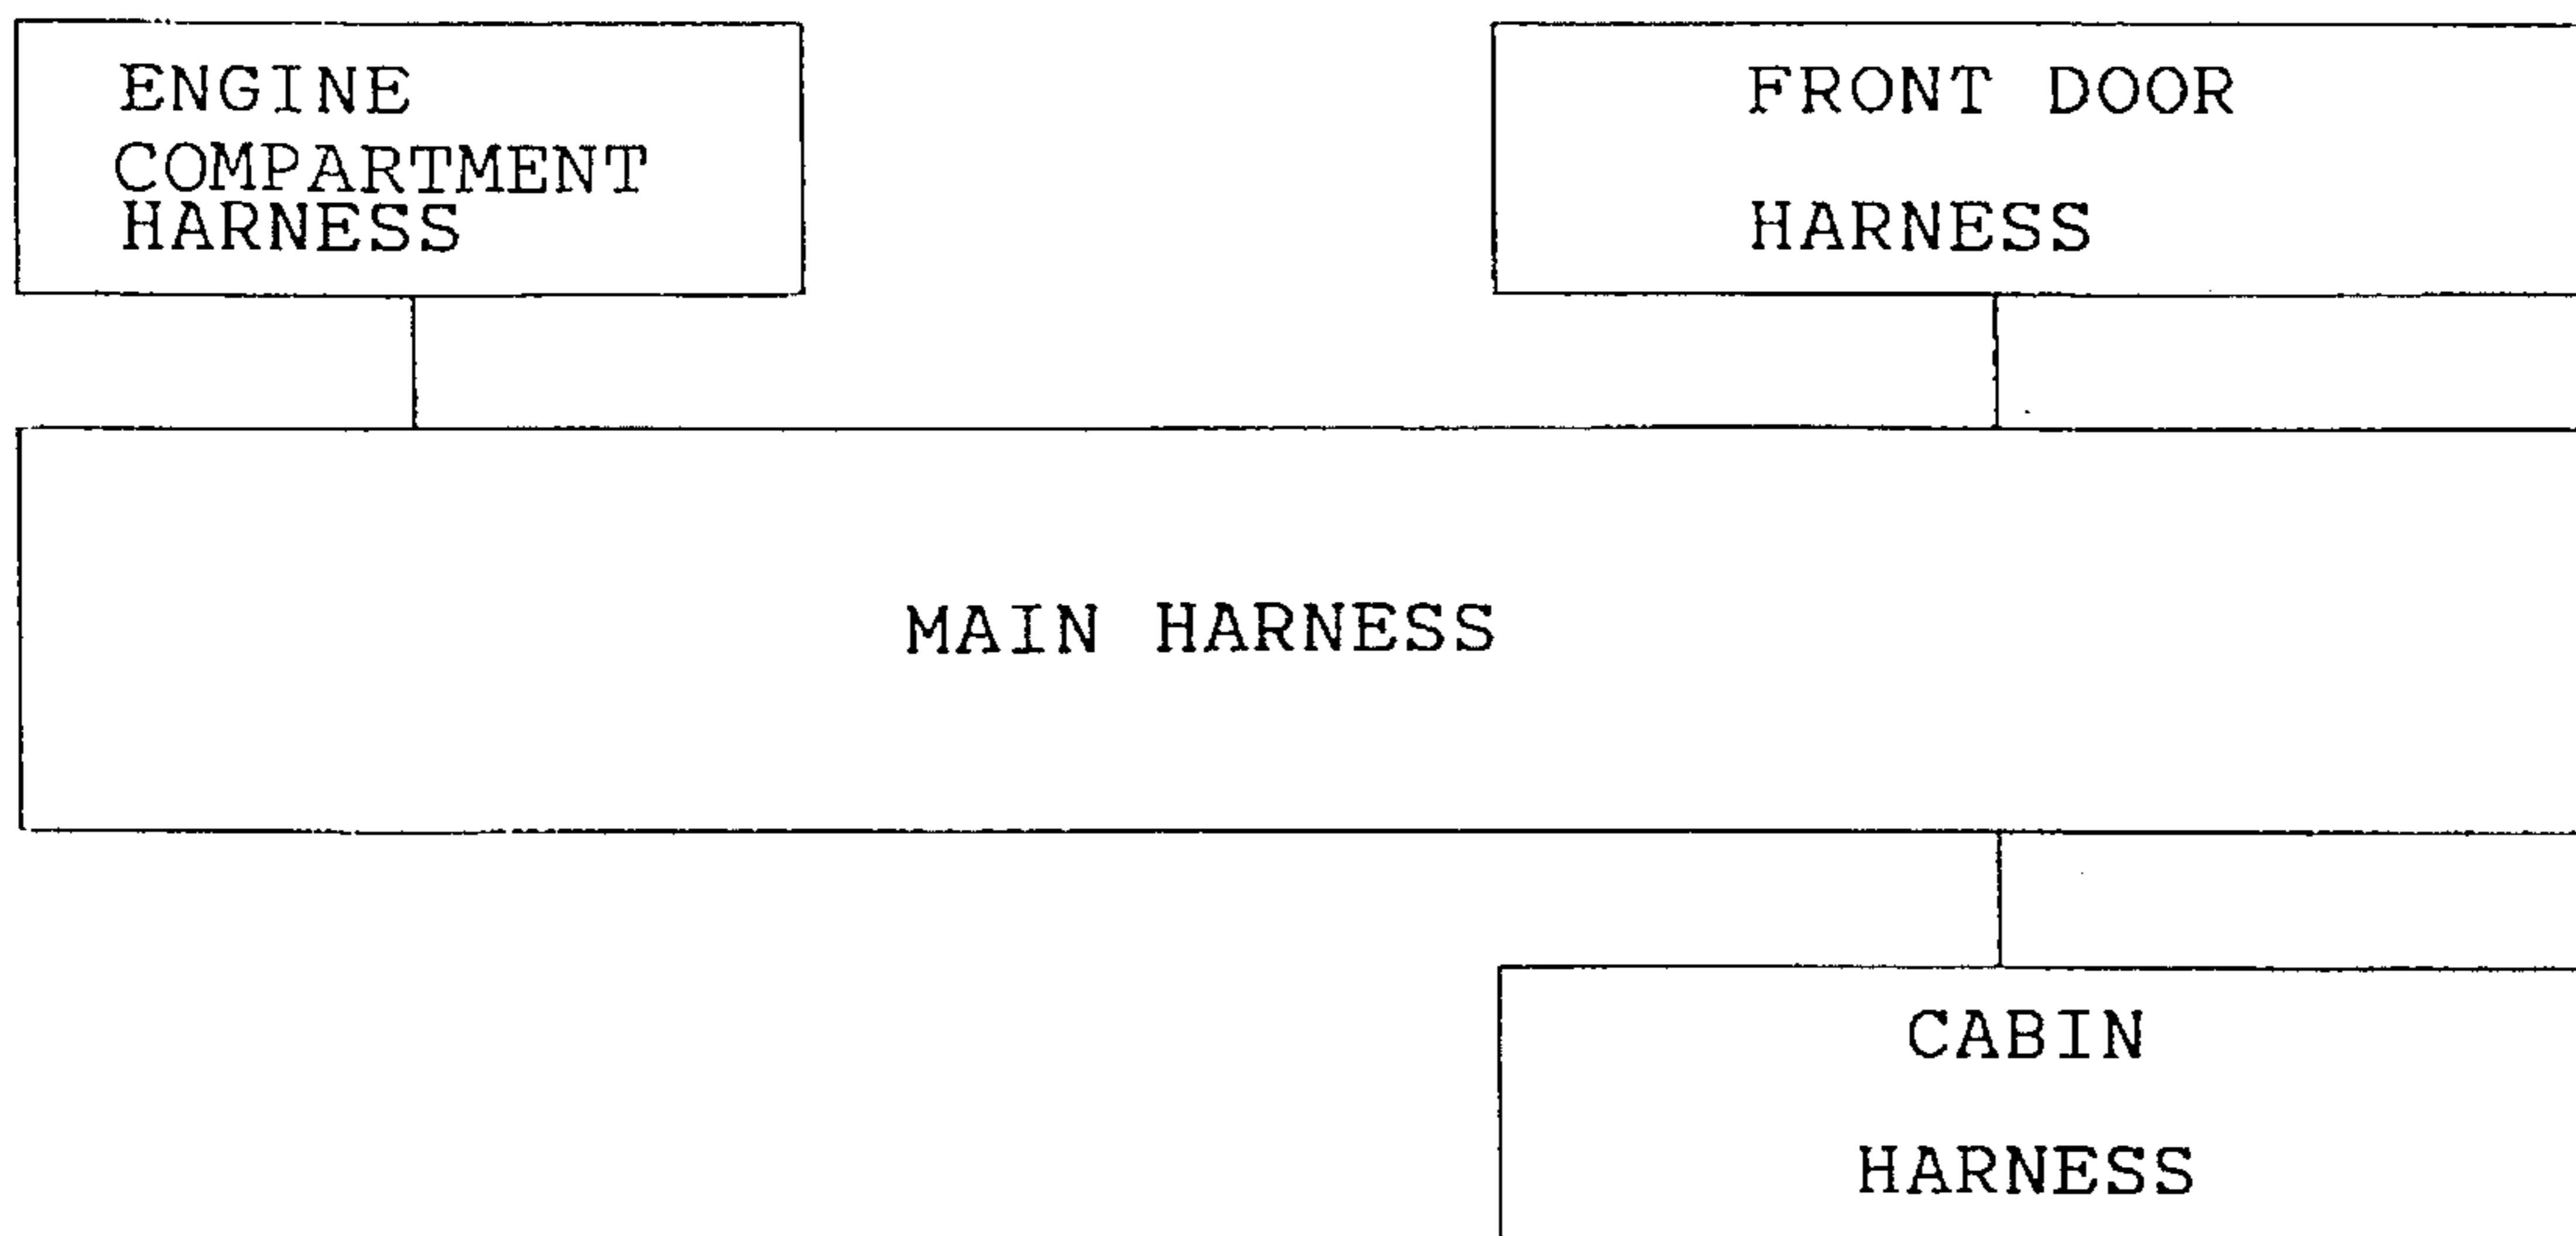 ENGINE
COMPARTMENT
HARNESS
FRONT DOOR
HARNESS
MAIN HARNESS
CABIN
HARNESS